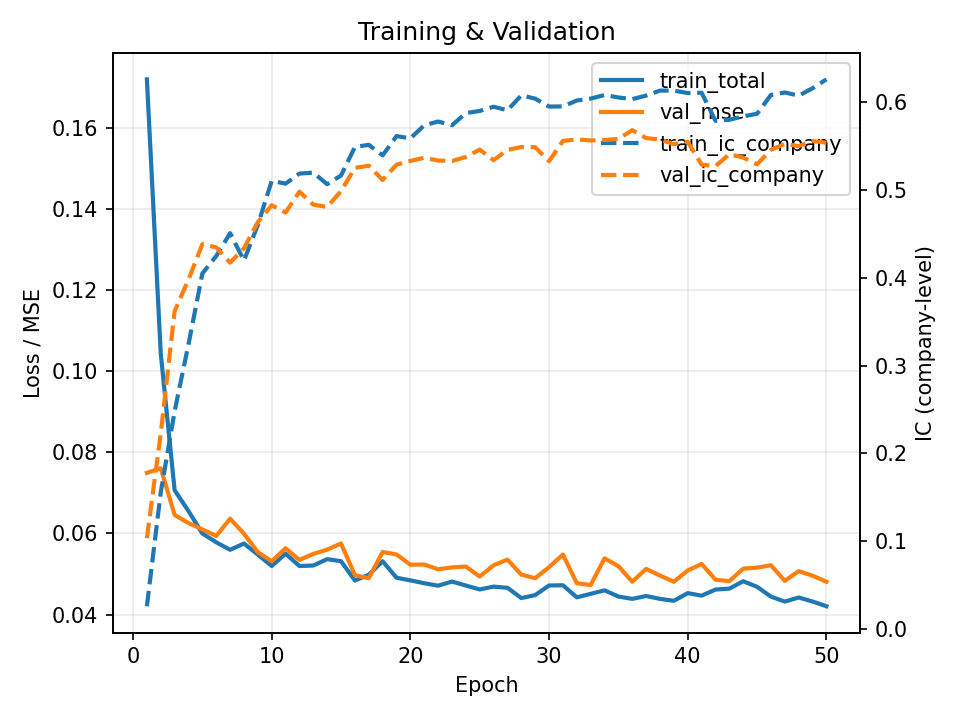 Training & Validation
train_total
val_mse
train_ic_company
val_ic_company
Loss / MSE
0.16
0.14
0.12
0.10
0.08
0.06
0.04
0.6
0.5
0.4
0.3
0.2
0.1
0.0
IC (company-level)
0 10 20 30 40 50
Epoch